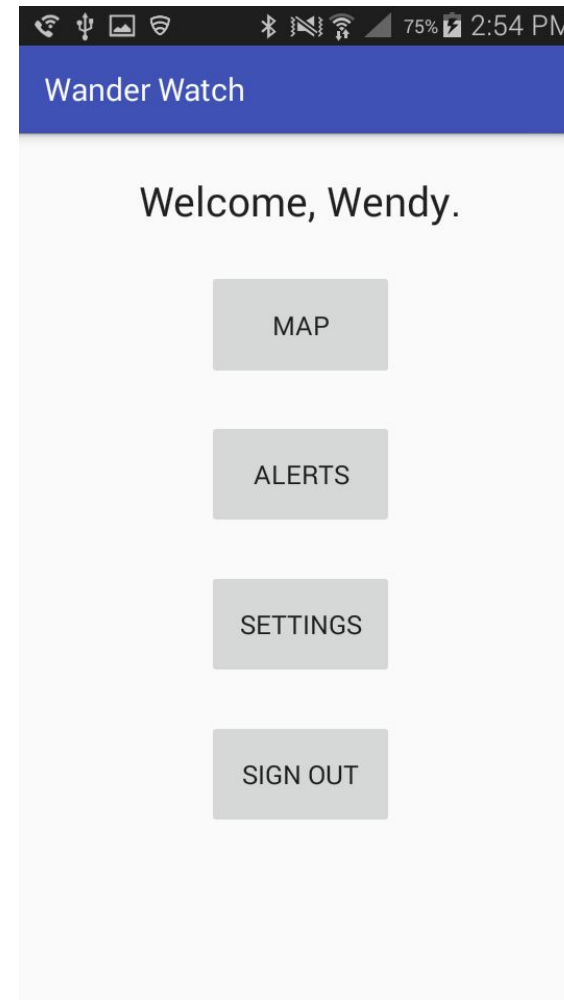 75% 2:54 PM
Wander Watch
Welcome, Wendy.
MAP
ALERTS
SETTINGS
SIGN OUT